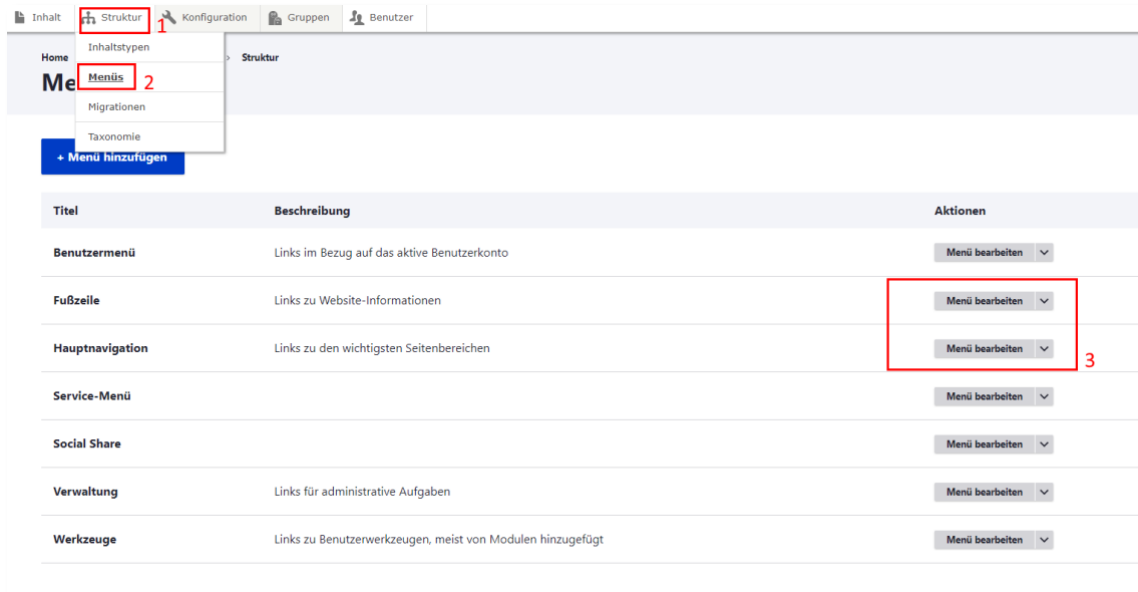 Inhalt Struktur 1 Konfiguration Gruppen Benutzer
Inhaltstypen
Home > Struktur
Menüs 2
Me
Migrationen
Taxonomie
+ Menü hinzufügen
Titel Beschreibung Aktionen
Benutzermenü Links im Bezug auf das aktive Benutzerkonto Menü bearbeiten
Fußzeile Links zu Website-Informationen Menü bearbeiten
Hauptnavigation Links zu den wichtigsten Seitenbereichen Menü bearbeiten 3
Service-Menü Menü bearbeiten
Social Share Menü bearbeiten
Verwaltung Links für administrative Aufgaben Menü bearbeiten
Werkzeuge Links zu Benutzerwerkzeugen, meist von Modulen hinzugefügt Menü bearbeiten